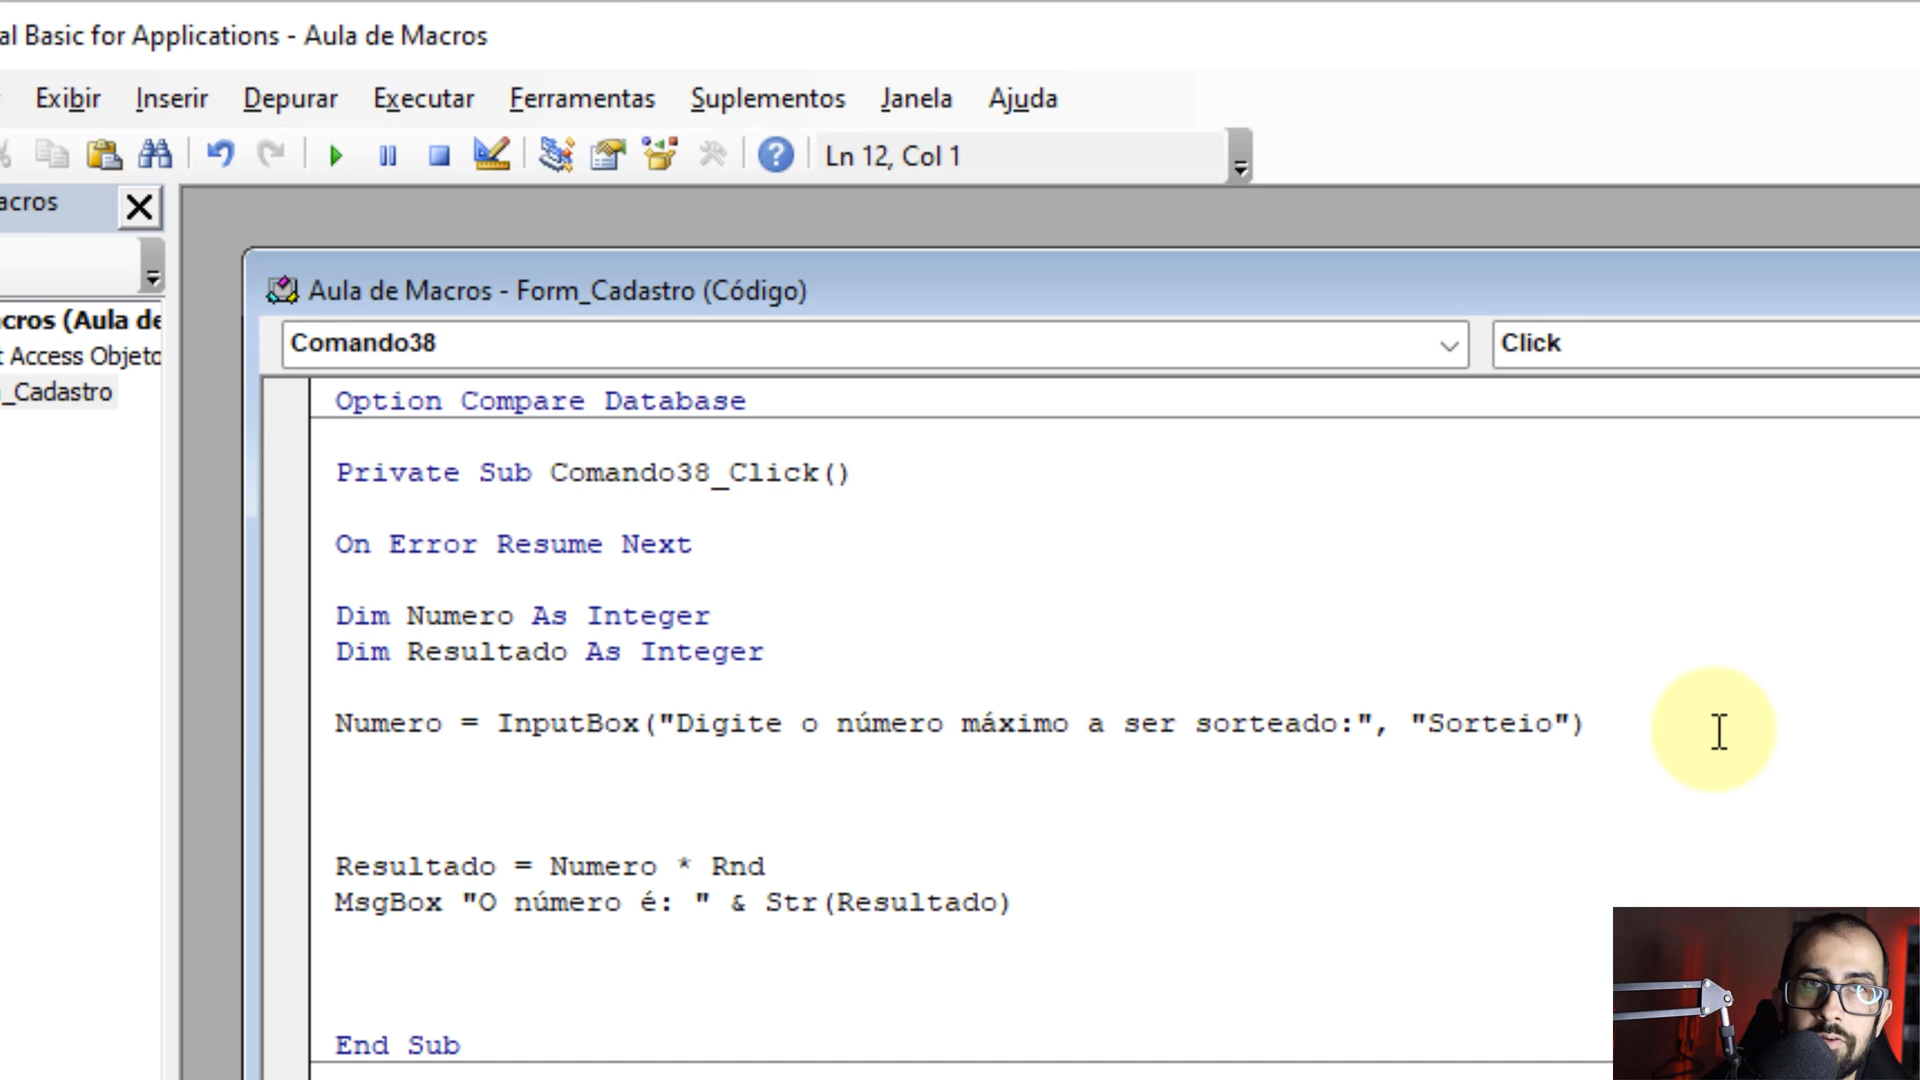 al Basic for Applications - Aula de Macros
Exibir Inserir Depurar Executar Ferramentas Suplementos Janela Ajuda
Ln 12, Col 1
acros
Aula de Macros - Form_Cadastro (Código)
cros (Aula de
t Access Objeto
_Cadastro
Comando38 Click
Option Compare Database
Private Sub Comando38_Click()
On Error Resume Next
Dim Numero As Integer
Dim Resultado As Integer
Numero = InputBox("Digite o número máximo a ser sorteado:", "Sorteio")
Resultado = Numero * Rnd
MsgBox "O número é: " & Str(Resultado)
End Sub